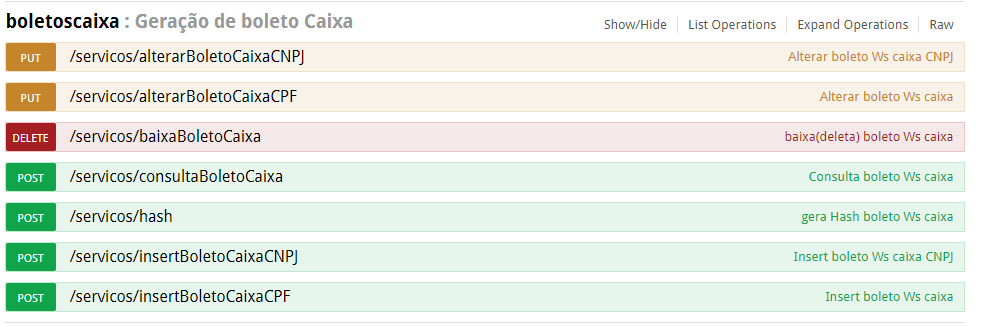 boletoscaixa : Geração de boleto Caixa Show/Hide List Operations Expand Operations Raw
PUT /servicos/alterarBoletoCaixaCNPJ Alterar boleto Ws caixa CNPJ
PUT /servicos/alterarBoletoCaixaCPF Alterar boleto Ws caixa
DELETE /servicos/baixaBoletoCaixa baixa(deleta) boleto Ws caixa
POST /servicos/consultaBoletoCaixa Consulta boleto Ws caixa
POST /servicos/hash gera Hash boleto Ws caixa
POST /servicos/insertBoletoCaixaCNPJ Insert boleto Ws caixa CNPJ
POST /servicos/insertBoletoCaixaCPF Insert boleto Ws caixa